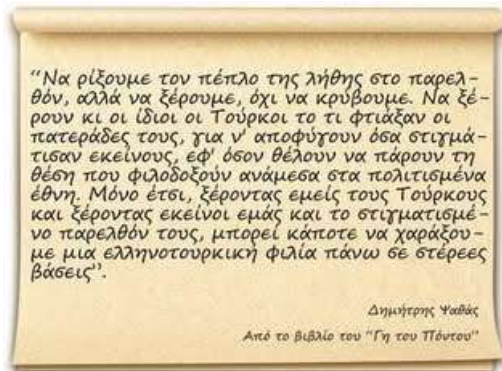 “Να ρίξουμε τον πέπλο της λήθης στο παρελ-
θόν, αλλά να ξέρουμε, όχι να κρύβουμε. Να ξέ-
ρουν κι οι ίδιοι οι Τούρκοι το τι φτιάξαν οι
πατεράδες τους, για ν' αποφύγουν όσα στιγμά-
τισαν εκείνους, εφ' όσον θέλουν να πάρουν τη
θέση που φιλοδοξούν ανάμεσα στα πολιτισμένα
έθνη. Μόνο έτσι, ξέροντας εμείς τους Τούρκους
και ξέροντας εκείνοι εμάς και το στιγματισμέ-
νο παρελθόν τους, μπορεί κάποτε να χαράξου-
με μια ελληνοτουρκική φιλία πάνω σε στέρεες
βάσεις”.
Δημήτρης Ψαθάς
Από το βιβλίο του “Γη του Πόντου”